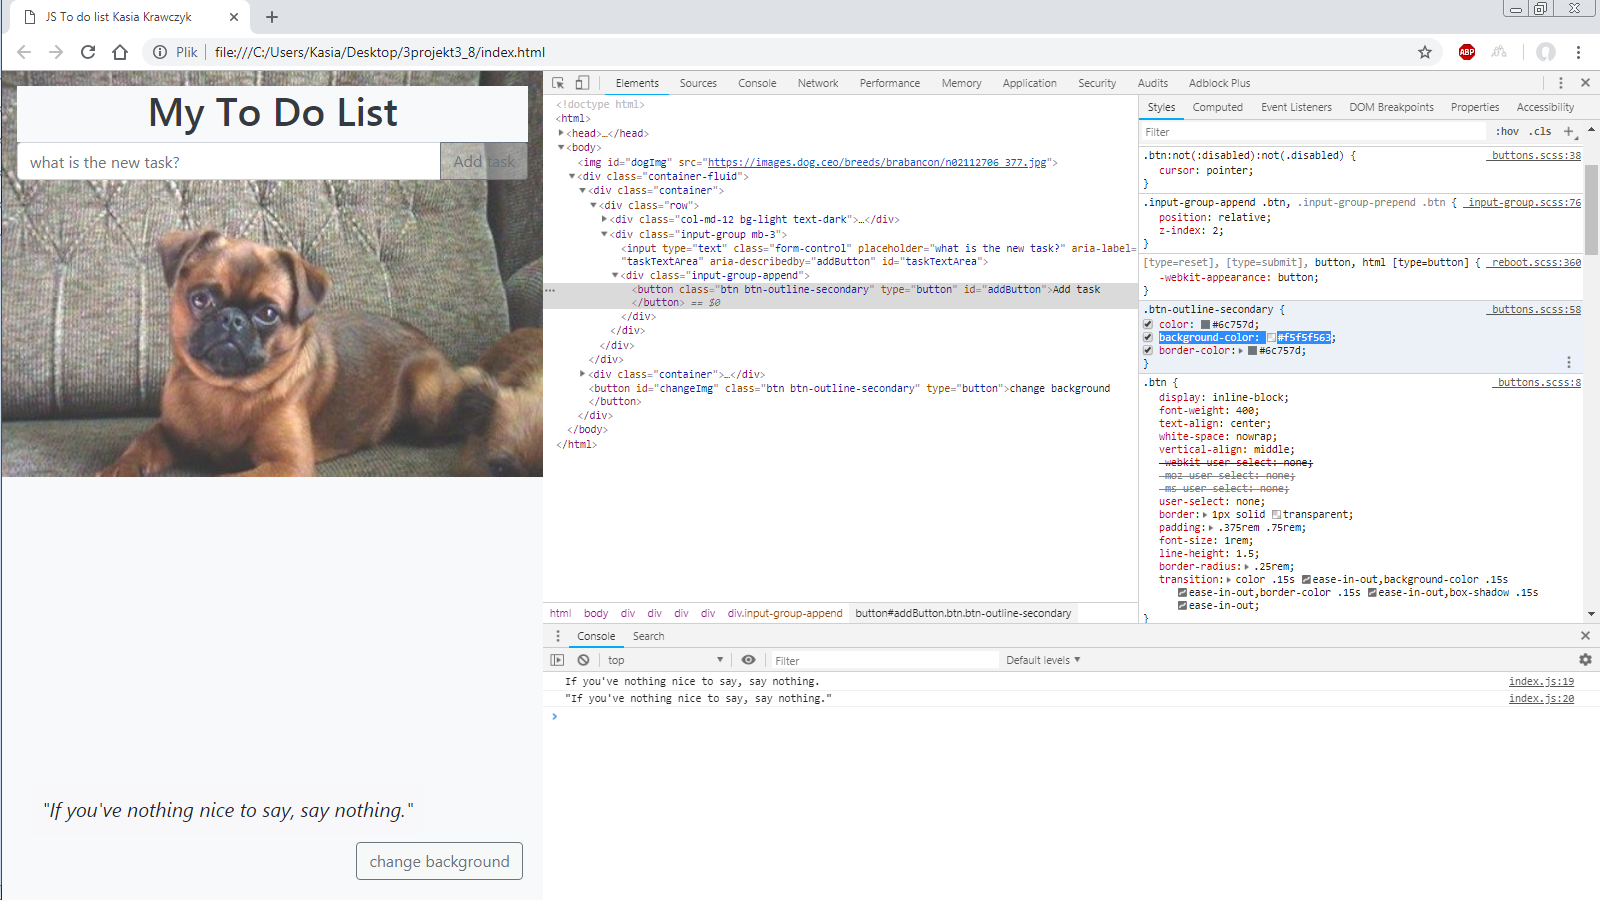 JS To do list Kasia Krawczyk
Plik
file:///C:/Users/Kasia/Desktop/3projekt3_8/index.html
ABP
My To Do List
what is the new task?
Add task
"If you've nothing nice to say, say nothing."
change background
Elements
Sources
Console
Network
Performance
Memory
Application
Security
Audits
Adblock Plus
<!doctype html>
<html>
<head>…</head>
<body>
<img id="dogImg" src="https://images.dog.ceo/breeds/brabancon/n02112706_377.jpg">
<div class="container-fluid">
<div class="container">
<div class="row">
<div class="col-md-12 bg-light text-dark">…</div>
<div class="input-group mb-3">
<input type="text" class="form-control" placeholder="what is the new task?" aria-label=
"taskTextArea" aria-describedby="addButton" id="taskTextArea">
<div class="input-group-append">
<button class="btn btn-outline-secondary" type="button" id="addButton">Add task
</button> == $0
</div>
</div>
</div>
</div>
<div class="container">…</div>
<button id="changeImg" class="btn btn-outline-secondary" type="button">change background
</button>
</div>
</body>
</html>
html body div div div div div.input-group-append button#addButton.btn.btn-outline-secondary
Styles
Computed
Event Listeners
DOM Breakpoints
Properties
Accessibility
Filter
:hov .cls
.btn:not(:disabled):not(.disabled) { _buttons.scss:38
cursor: pointer;
}
.input-group-append .btn, .input-group-prepend .btn { _input-group.scss:76
position: relative;
z-index: 2;
}
[type=reset], [type=submit], button, html [type=button] { _reboot.scss:360
-webkit-appearance: button;
}
.btn-outline-secondary { _buttons.scss:58
color: #6c757d;
background-color: #f5f5f563;
border-color: #6c757d;
}
.btn { _buttons.scss:8
display: inline-block;
font-weight: 400;
text-align: center;
white-space: nowrap;
vertical-align: middle;
-webkit-user-select: none;
-moz-user-select: none;
-ms-user-select: none;
user-select: none;
border: 1px solid transparent;
padding: .375rem .75rem;
font-size: 1rem;
line-height: 1.5;
border-radius: .25rem;
transition: color .15s ease-in-out,background-color .15s
ease-in-out,border-color .15s ease-in-out,box-shadow .15s
ease-in-out;
}
Console
Search
top
Filter
Default levels
If you've nothing nice to say, say nothing. index.js:19
"If you've nothing nice to say, say nothing." index.js:20